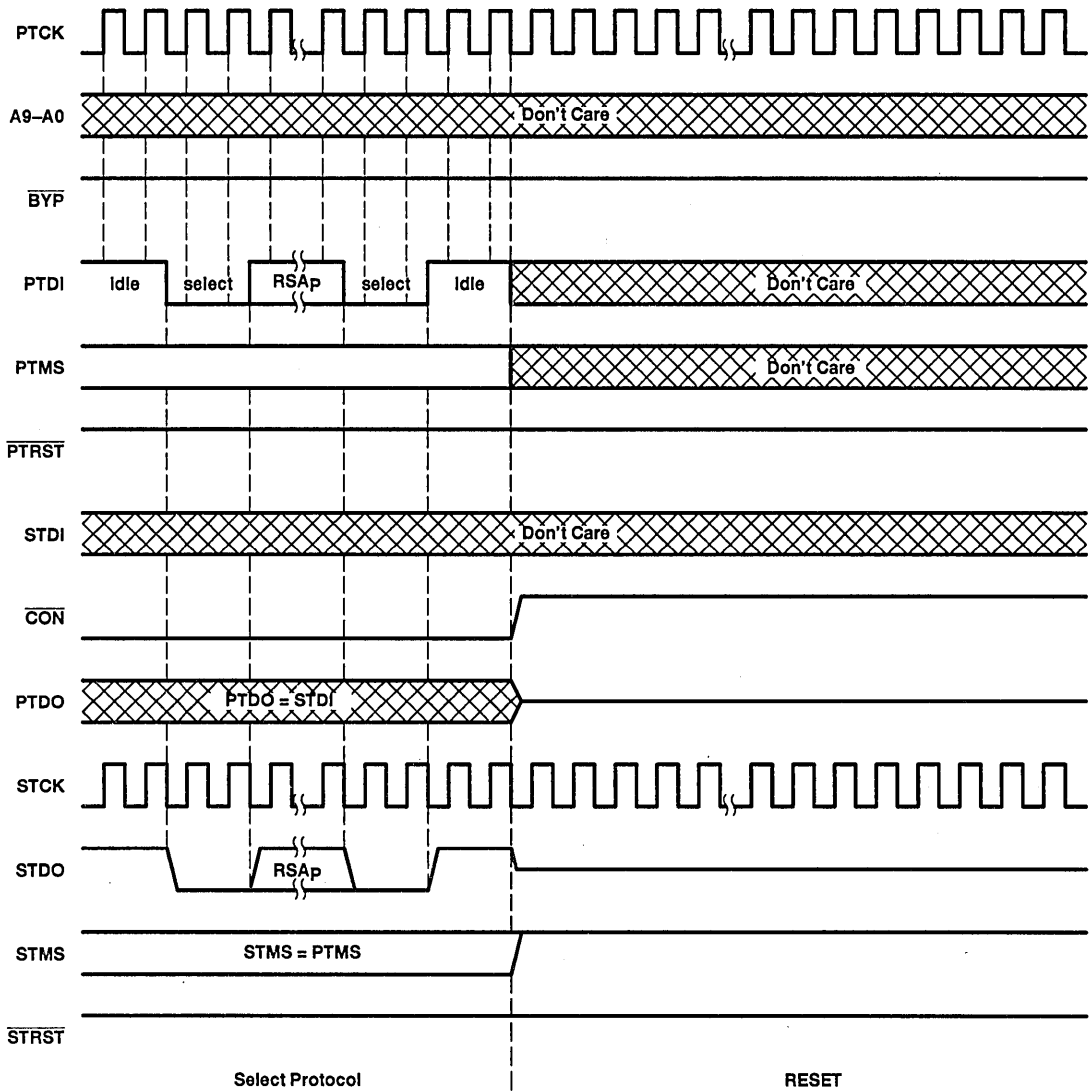 PTCK
A9–A0
Don't Care
BYP
PTDI
Idle
select
RSAP
select
Idle
Don't Care
PTMS
Don't Care
PTRST
STDI
Don't Care
CON
PTDO
PTDO = STDI
STCK
STDO
RSAP
STMS
STMS = PTMS
STRST
Select Protocol
RESET